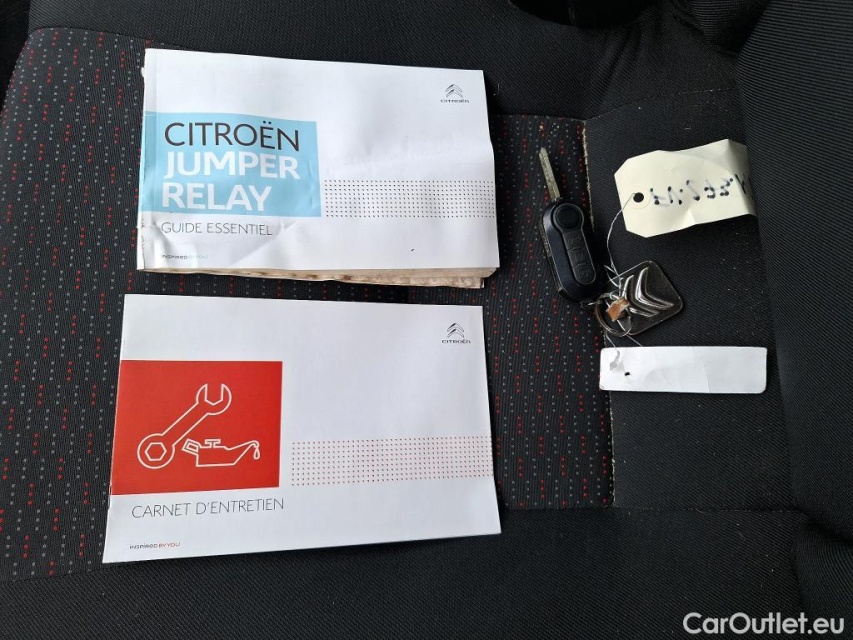 CITROËN
CITROËN
JUMPER
RELAY
GUIDE ESSENTIEL
INSPIRED BY YOU
CITROËN
CARNET D'ENTRETIEN
INSPIRED BY YOU
CarOutlet.eu